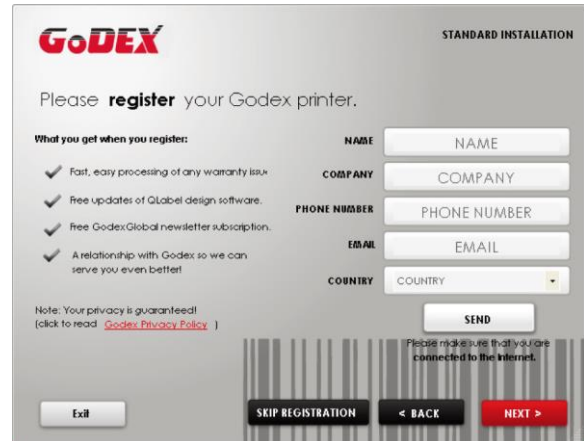 GoDEX
STANDARD INSTALLATION
Please register your Godex printer.
What you get when you register:
Fast, easy processing of any warranty issue
Free updates of QLabel design software.
Free GodexGlobal newsletter subscription.
A relationship with Godex so we can
serve you even better!
Note: Your privacy is guaranteed!
(click to read Godex Privacy Policy )
NAME NAME
COMPANY COMPANY
PHONE NUMBER PHONE NUMBER
EMAIL EMAIL
COUNTRY COUNTRY
SEND
Please make sure that you are
connected to the Internet.
Exit
SKIP REGISTRATION
< BACK
NEXT >